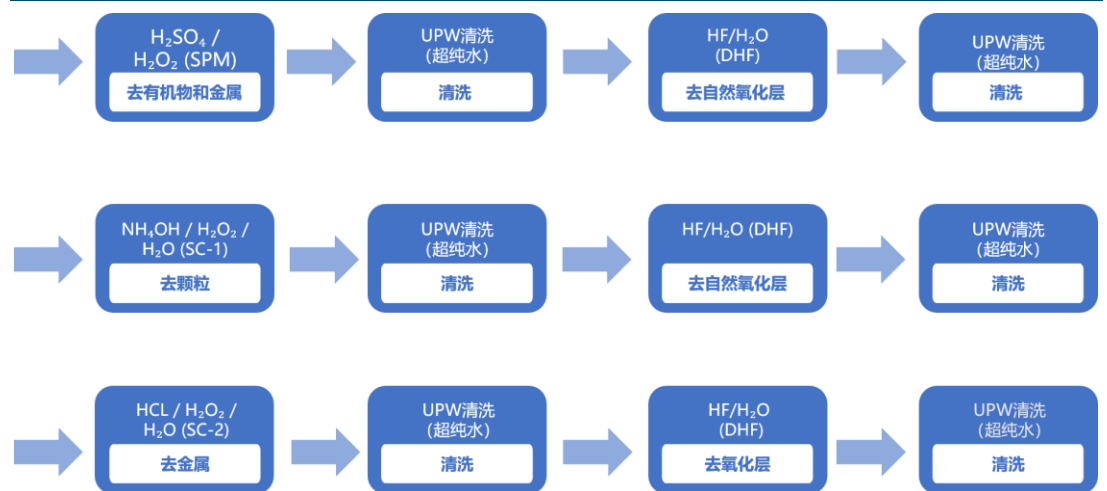 H₂SO₄ /
H₂O₂ (SPM)
去有机物和金属
UPW清洗
(超纯水)
清洗
HF/H₂O
(DHF)
去自然氧化层
UPW清洗
(超纯水)
清洗
NH₄OH / H₂O₂ /
H₂O (SC-1)
去颗粒
UPW清洗
(超纯水)
清洗
HF/H₂O (DHF)
去自然氧化层
UPW清洗
(超纯水)
清洗
HCL / H₂O₂ /
H₂O (SC-2)
去金属
UPW清洗
(超纯水)
清洗
HF/H₂O
(DHF)
去氧化层
UPW清洗
(超纯水)
清洗